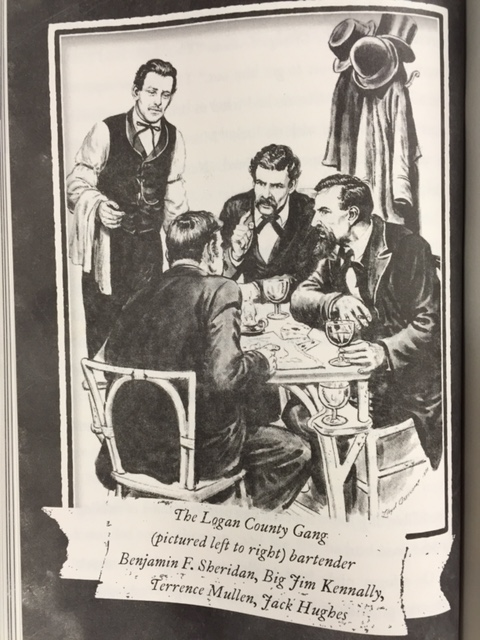 The Logan County Gang
(pictured left to right) bartender
Benjamin F. Sheridan, Big Jim Kennally,
Terrence Mullen, Jack Hughes